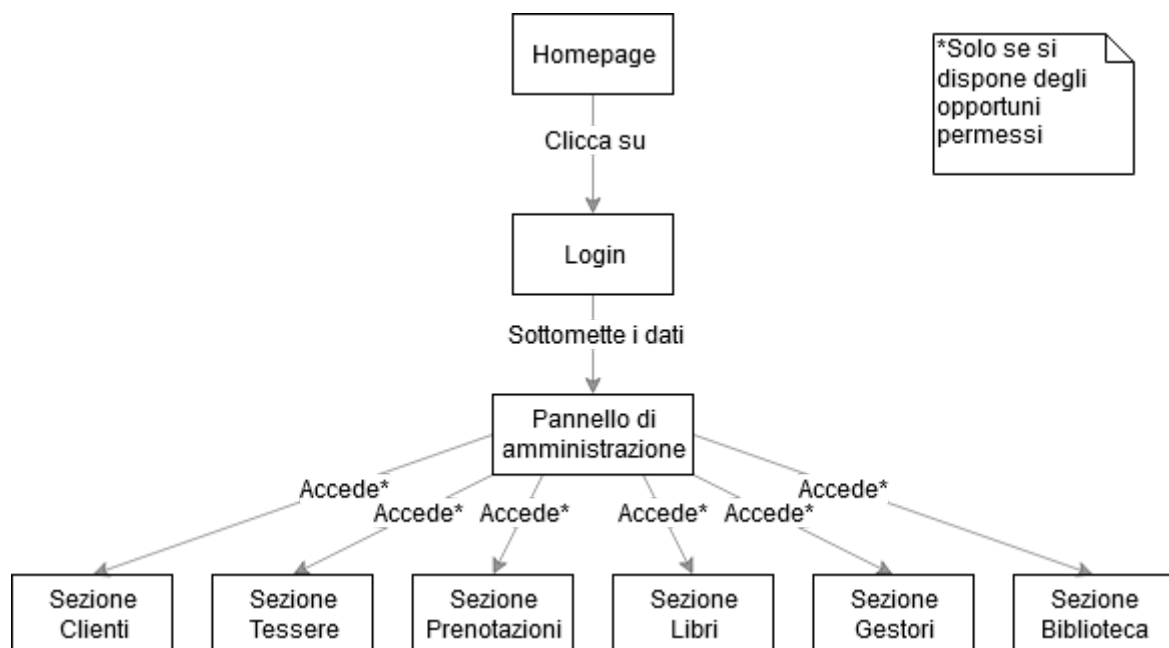 Homepage
*Solo se si
dispone degli
opportuni
permessi
Clicca su
Login
Sottomette i dati
Pannello di
amministrazione
Accede*
Accede*
Accede*
Accede*
Accede*
Accede*
Sezione
Clienti
Sezione
Tessere
Sezione
Prenotazioni
Sezione
Libri
Sezione
Gestori
Sezione
Biblioteca